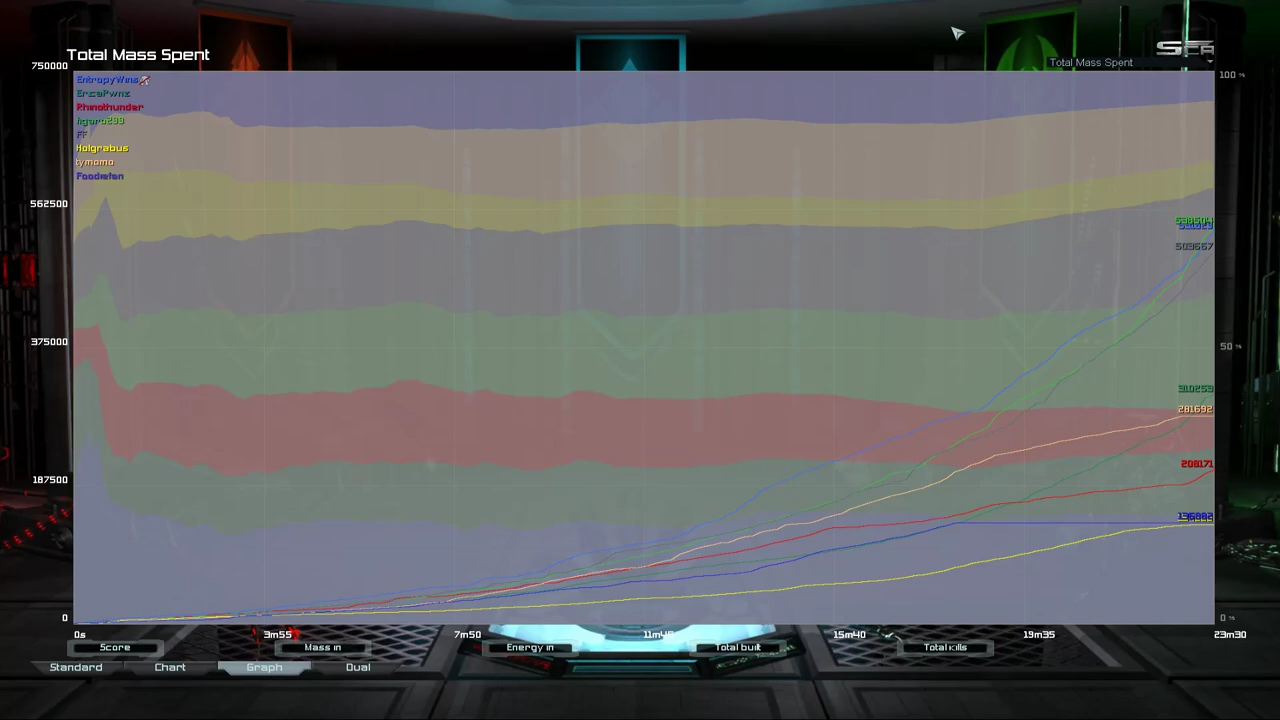 Total Mass Spent
Total Mass Spent
750000
100 %
EntropyWins
ErzaPwnz
Rhinothunder
FF
Holgrabus
tymomo
562500
503667
375000
50 %
310253
281692
208171
187500
0
0 %
0s
3m55
7m50
11m45
15m40
19m35
23m30
Score
Mass in
Energy in
Total built
Total kills
Standard
Chart
Graph
Dual